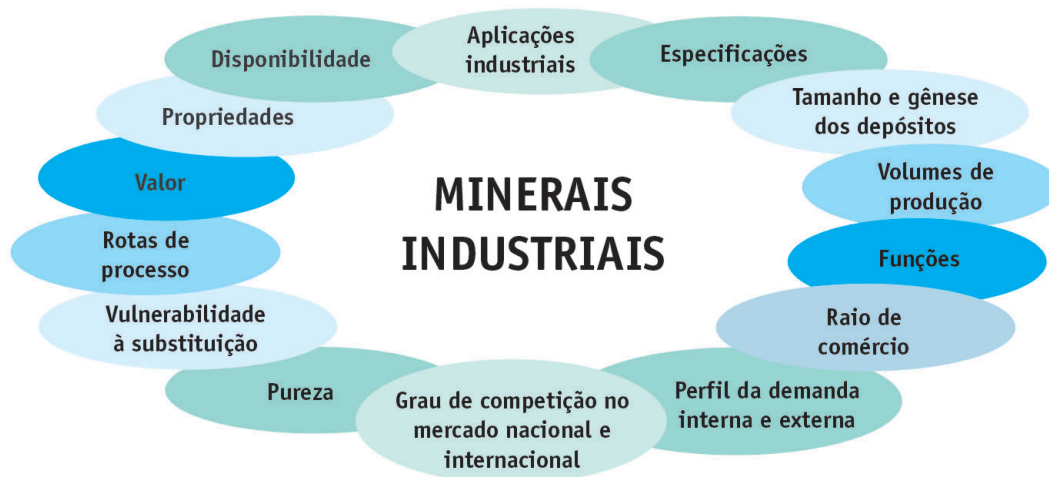 Aplicações
industriais
Disponibilidade
Especificações
Propriedades
Tamanho e gênese
dos depósitos
Valor
Volumes de
produção
MINERAIS
INDUSTRIAIS
Rotas de
processo
Funções
Vulnerabilidade
à substituição
Raio de
comércio
Pureza
Grau de competição no
mercado nacional e
internacional
Perfil da demanda
interna e externa